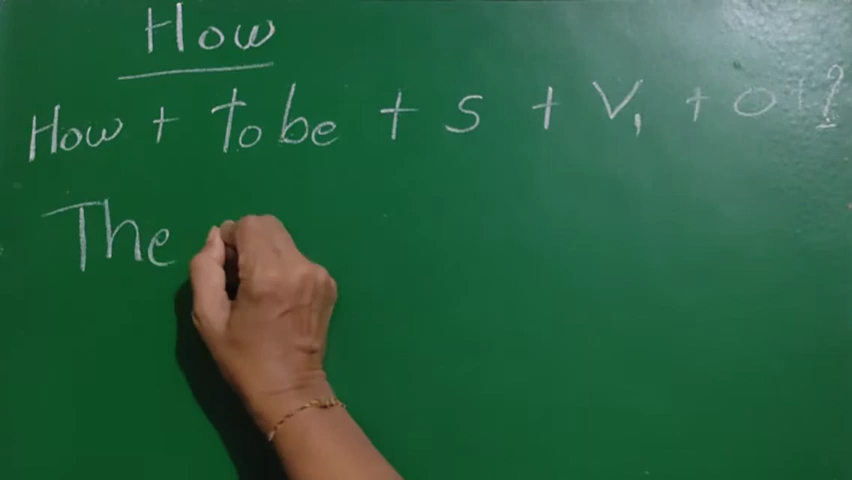 How
How + to be + S + V₁ + O + ?
The